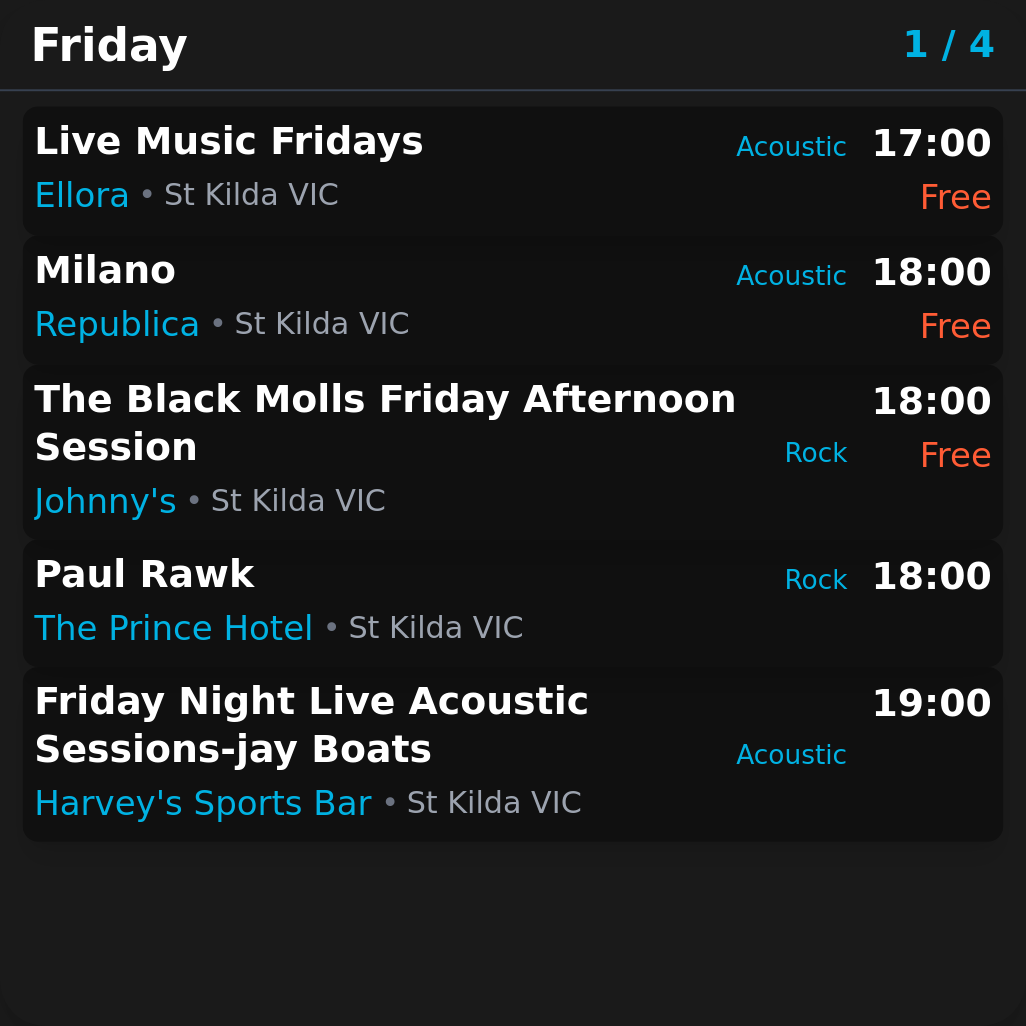 Friday 1 / 4
Live Music Fridays Acoustic 17:00
Ellora • St Kilda VIC Free
Milano Acoustic 18:00
Republica • St Kilda VIC Free
The Black Molls Friday Afternoon 18:00
Session Rock Free
Johnny's • St Kilda VIC
Paul Rawk Rock 18:00
The Prince Hotel • St Kilda VIC
Friday Night Live Acoustic 19:00
Sessions-jay Boats Acoustic
Harvey's Sports Bar • St Kilda VIC